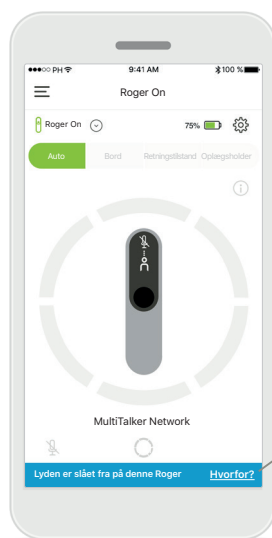 PH 9:41 AM 100 %
Roger On
Roger On 75%
Auto Bord Retningstilstand Oplægsholder
MultiTalker Network
Lyden er slået fra på denne Roger Hvorfor?